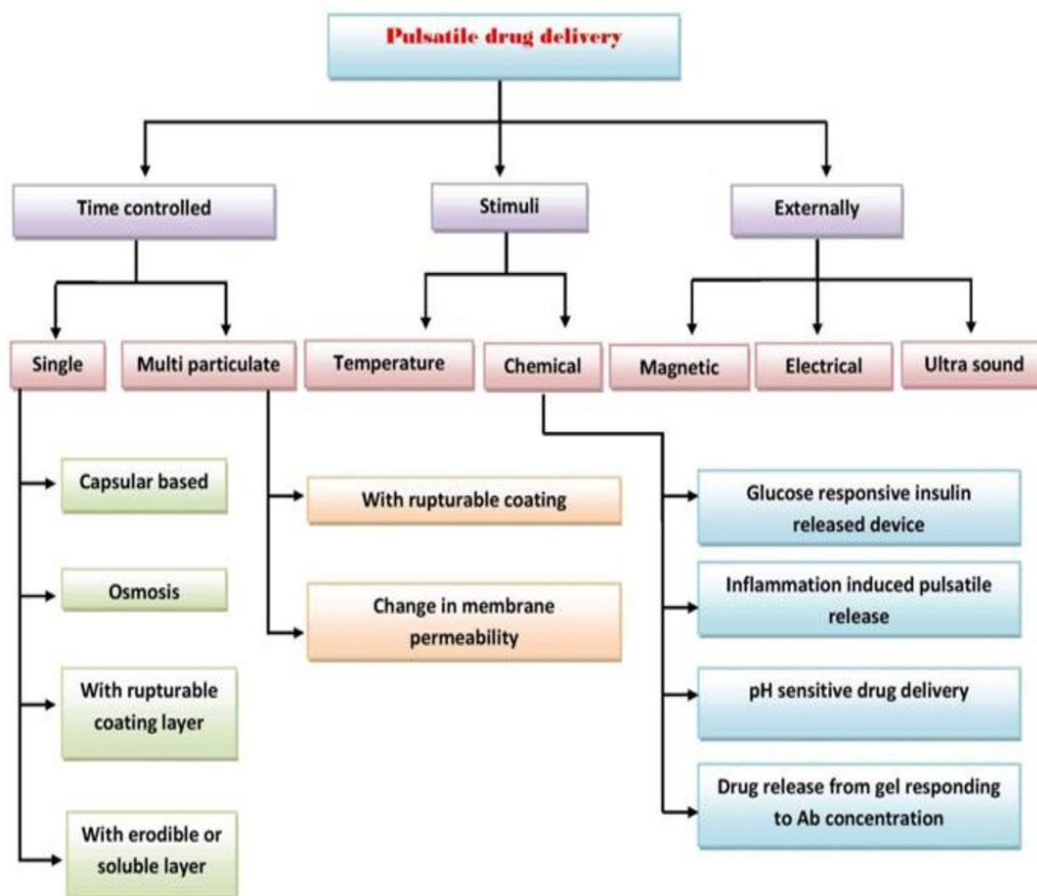 Pulsatile drug delivery
Time controlled
Stimuli
Externally
Single
Multi particulate
Temperature
Chemical
Magnetic
Electrical
Ultra sound
Capsular based
Osmosis
With rupturable
coating layer
With erodible or
soluble layer
With rupturable coating
Change in membrane
permeability
Glucose responsive insulin
released device
Inflammation induced pulsatile
release
pH sensitive drug delivery
Drug release from gel responding
to Ab concentration